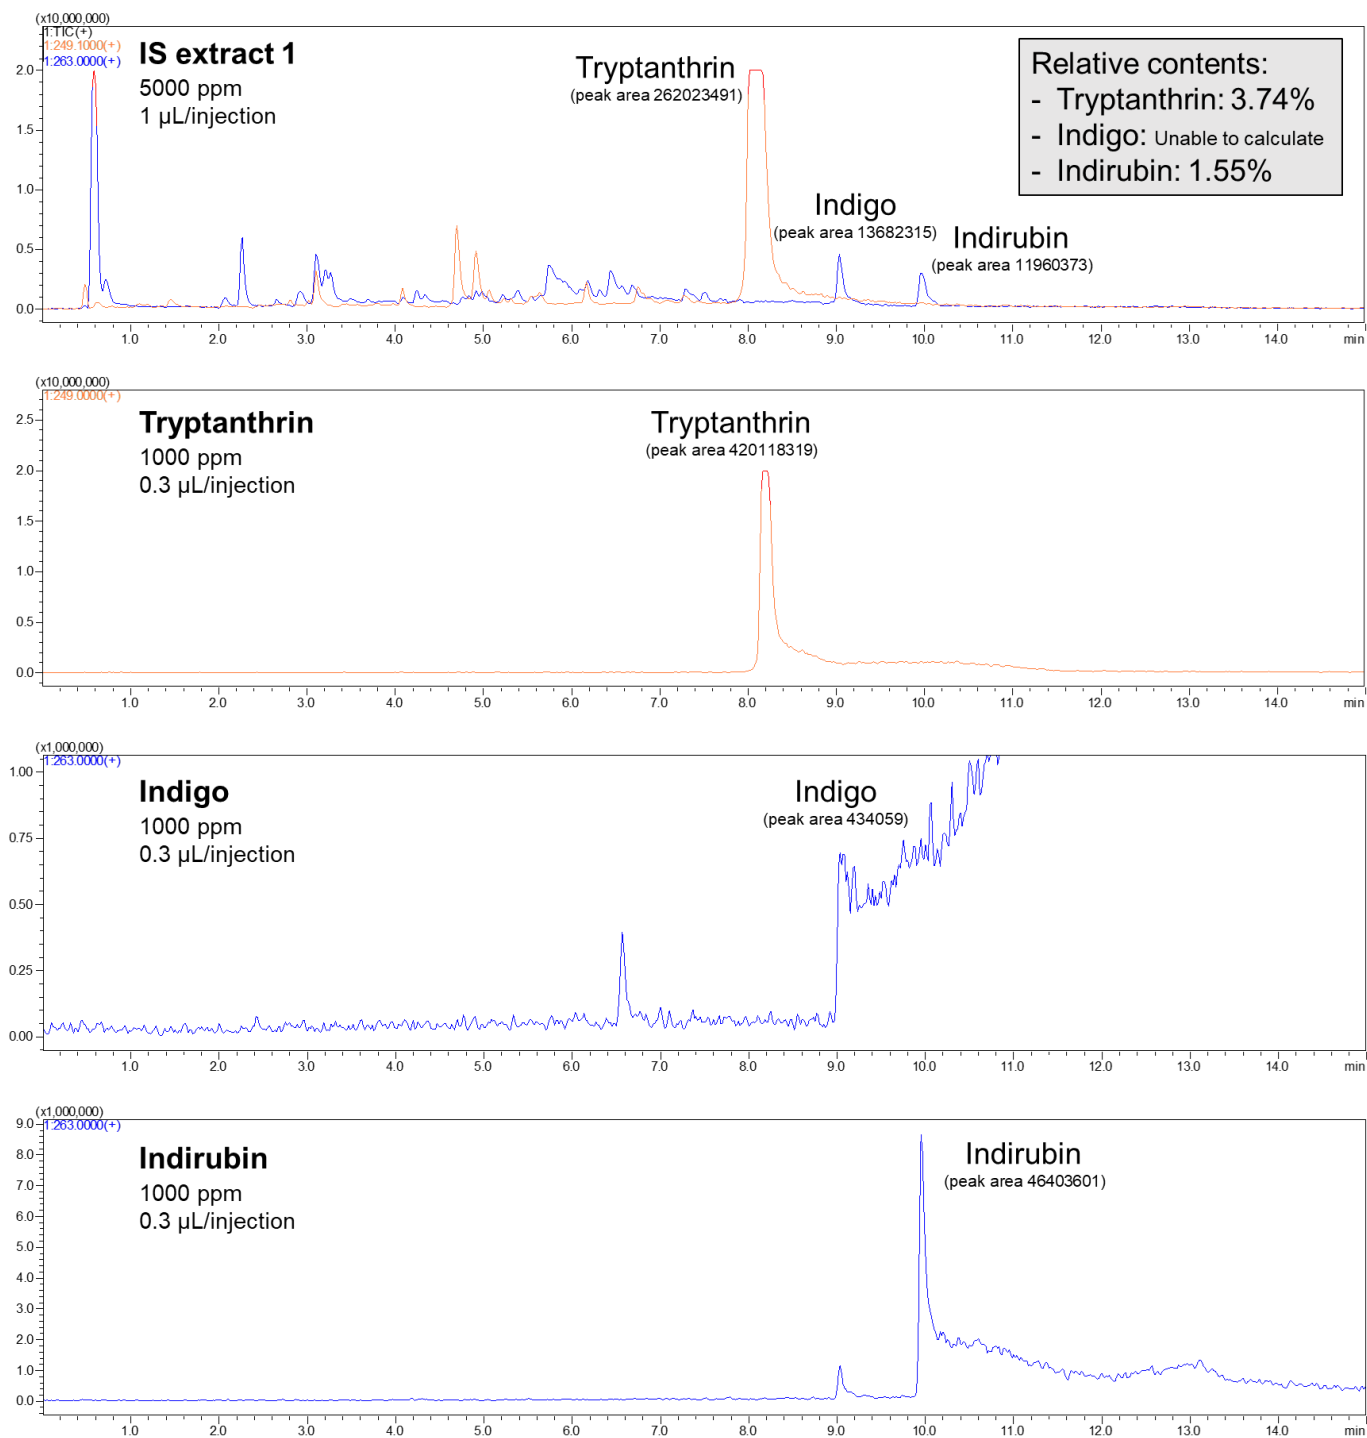 (x10,000,000)
1:TIC(+)
1:249.1000(+)
1:263.0000(+)
IS extract 1
5000 ppm
1 µL/injection
Tryptanthrin
(peak area 262023491)
Indigo
(peak area 13682315)
Indirubin
(peak area 11960373)
Relative contents:
- Tryptanthrin: 3.74%
- Indigo: Unable to calculate
- Indirubin: 1.55%
2.0
1.5
1.0
0.5
0.0
1.0 2.0 3.0 4.0 5.0 6.0 7.0 8.0 9.0 10.0 11.0 12.0 13.0 14.0 min
(x10,000,000)
1:249.0000(+)
Tryptanthrin
1000 ppm
0.3 µL/injection
Tryptanthrin
(peak area 420118319)
2.5
2.0
1.5
1.0
0.5
0.0
1.0 2.0 3.0 4.0 5.0 6.0 7.0 8.0 9.0 10.0 11.0 12.0 13.0 14.0 min
(x1,000,000)
1:263.0000(+)
Indigo
1000 ppm
0.3 µL/injection
Indigo
(peak area 434059)
1.00
0.75
0.50
0.25
0.00
1.0 2.0 3.0 4.0 5.0 6.0 7.0 8.0 9.0 10.0 11.0 12.0 13.0 14.0 min
(x1,000,000)
1:263.0000(+)
Indirubin
1000 ppm
0.3 µL/injection
Indirubin
(peak area 46403601)
9.0
8.0
7.0
6.0
5.0
4.0
3.0
2.0
1.0
0.0
1.0 2.0 3.0 4.0 5.0 6.0 7.0 8.0 9.0 10.0 11.0 12.0 13.0 14.0 min